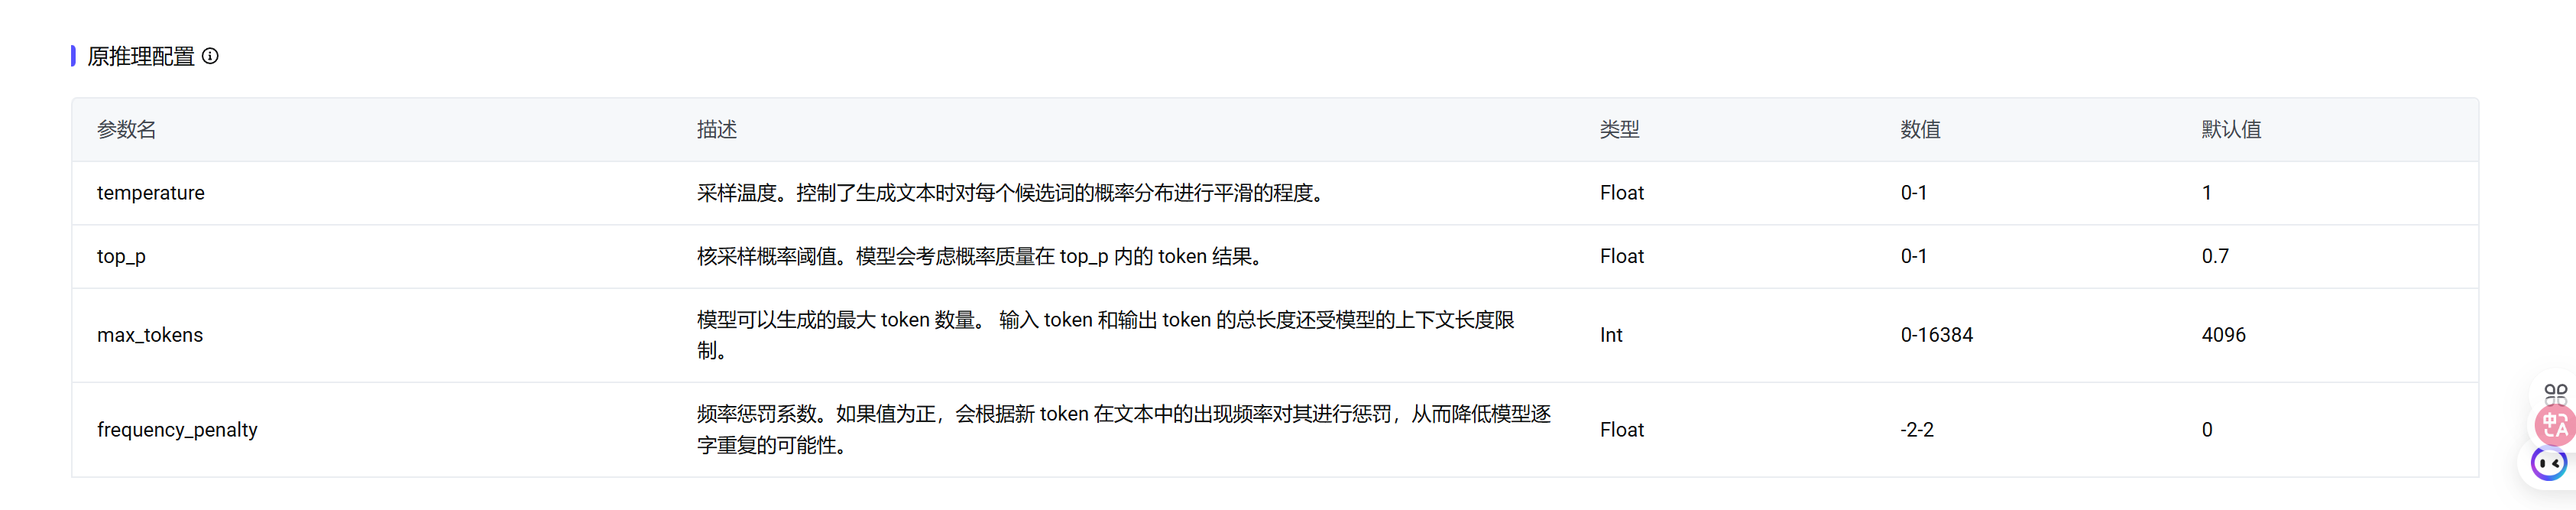 原推理配置
参数名 描述 类型 数值 默认值
temperature 采样温度。控制了生成文本时对每个候选词的概率分布进行平滑的程度。 Float 0-1 1
top_p 核采样概率阈值。模型会考虑概率质量在 top_p 内的 token 结果。 Float 0-1 0.7
max_tokens 模型可以生成的最大 token 数量。 输入 token 和输出 token 的总长度还受模型的上下文长度限 Int 0-16384 4096
制。
frequency_penalty 频率惩罚系数。如果值为正，会根据新 token 在文本中的出现频率对其进行惩罚，从而降低模型逐 Float -2-2 0
字重复的可能性。
中
A